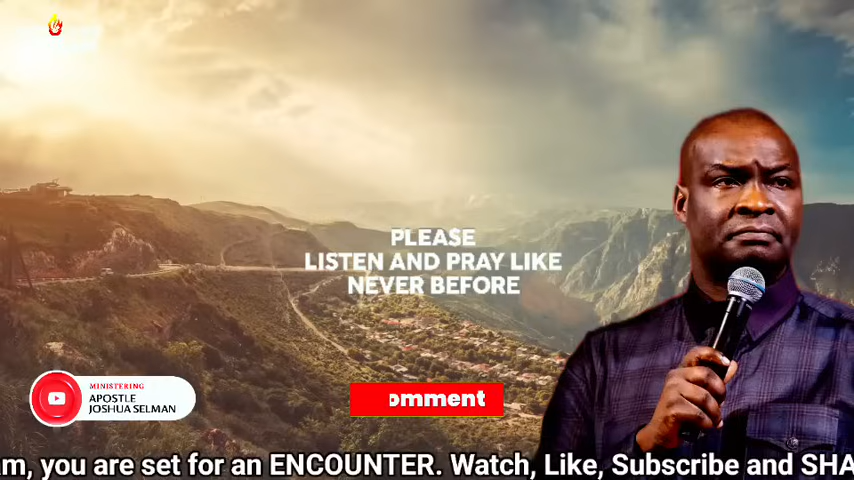 PLEASE
LISTEN AND PRAY LIKE
NEVER BEFORE
MINISTERING
APOSTLE
JOSHUA SELMAN
omment
am, you are set for an ENCOUNTER. Watch, Like, Subscribe and SHA